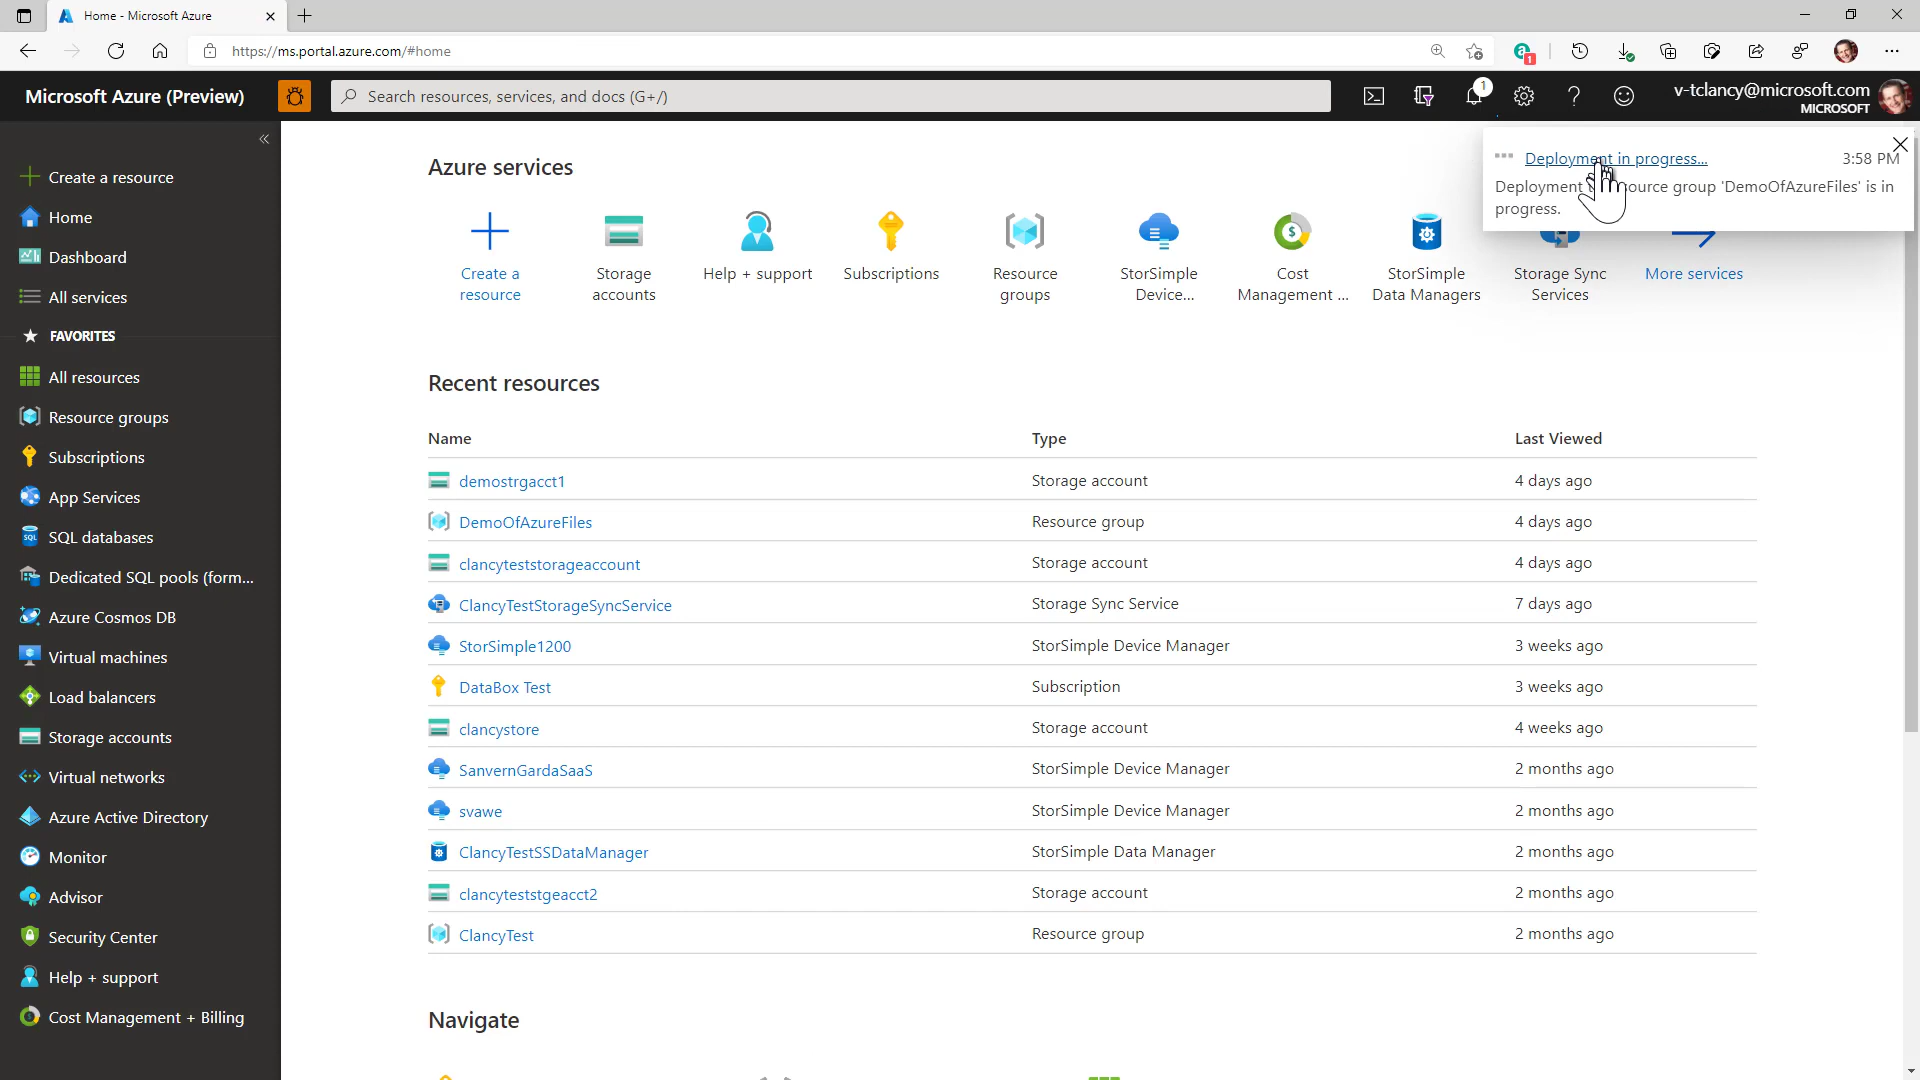 Home - Microsoft Azure
https://ms.portal.azure.com/#home
1
Microsoft Azure (Preview)
Search resources, services, and docs (G+/)
1
v-tclancy@microsoft.com
MICROSOFT
Deployment in progress...
3:58 PM
Deployment source group 'DemoOfAzureFiles' is in
progress.
Create a resource
Home
Dashboard
All services
FAVORITES
All resources
Resource groups
Subscriptions
App Services
SQL databases
Dedicated SQL pools (form...
Azure Cosmos DB
Virtual machines
Load balancers
Storage accounts
Virtual networks
Azure Active Directory
Monitor
Advisor
Security Center
Help + support
Cost Management + Billing
Azure services
Create a
resource
Storage
accounts
Help + support
Subscriptions
Resource
groups
StorSimple
Device...
Cost
Management ...
StorSimple
Data Managers
Storage Sync
Services
More services
Recent resources
Name Type Last Viewed
demostrgacct1 Storage account 4 days ago
DemoOfAzureFiles Resource group 4 days ago
clancyteststorageaccount Storage account 4 days ago
ClancyTestStorageSyncService Storage Sync Service 7 days ago
StorSimple1200 StorSimple Device Manager 3 weeks ago
DataBox Test Subscription 3 weeks ago
clancystore Storage account 4 weeks ago
SanvernGardaSaaS StorSimple Device Manager 2 months ago
svawe StorSimple Device Manager 2 months ago
ClancyTestSSDataManager StorSimple Data Manager 2 months ago
clancyteststgeacct2 Storage account 2 months ago
ClancyTest Resource group 2 months ago
Navigate